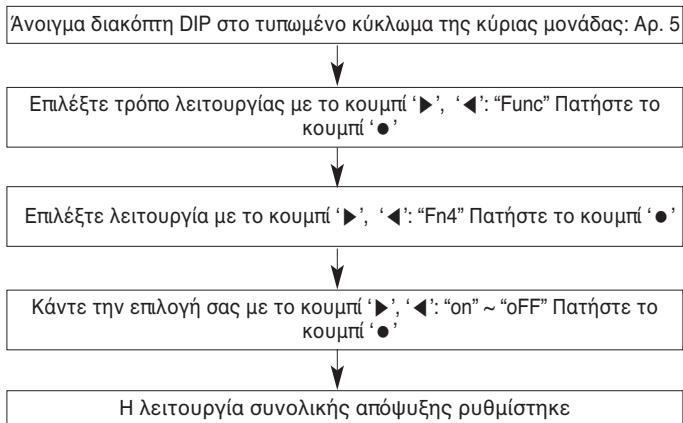 Άνοιγμα διακόπτη DIP στο τυπωμένο κύκλωμα της κύριας μονάδας: Αρ. 5
Επιλέξτε τρόπο λειτουργίας με το κουμπί ‘▶’, ‘◀’: “Func” Πατήστε το
κουμπί ‘●’
Επιλέξτε λειτουργία με το κουμπί ‘▶’, ‘◀’: “Fn4” Πατήστε το κουμπί ‘●’
Κάντε την επιλογή σας με το κουμπί ‘▶’, ‘◀’: “on” ~ “oFF” Πατήστε το
κουμπί ‘●’
Η λειτουργία συνολικής απόψυξης ρυθμίστηκε